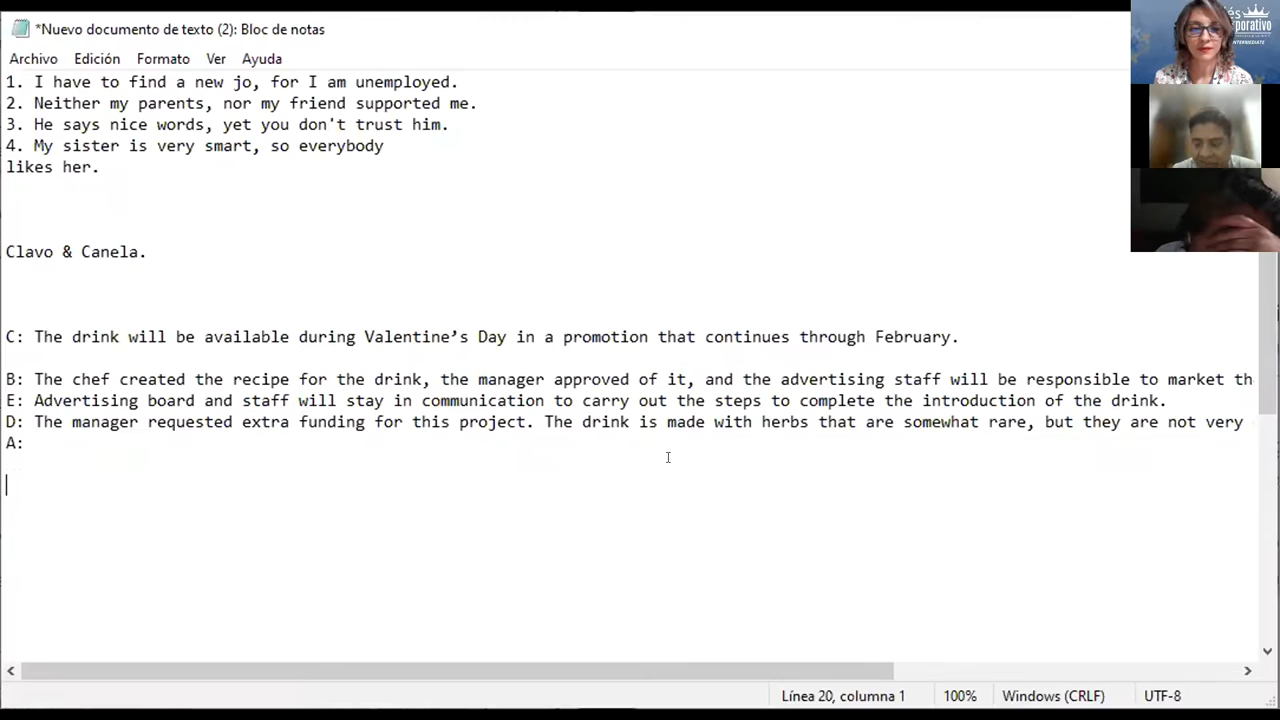 *Nuevo documento de texto (2): Bloc de notas
Archivo Edición Formato Ver Ayuda
1. I have to find a new jo, for I am unemployed.
2. Neither my parents, nor my friend supported me.
3. He says nice words, yet you don't trust him.
4. My sister is very smart, so everybody
likes her.
Clavo & Canela.
C: The drink will be available during Valentine’s Day in a promotion that continues through February.
B: The chef created the recipe for the drink, the manager approved of it, and the advertising staff will be responsible to market th
E: Advertising board and staff will stay in communication to carry out the steps to complete the introduction of the drink.
D: The manager requested extra funding for this project. The drink is made with herbs that are somewhat rare, but they are not very
A:
Línea 20, columna 1 100% Windows (CRLF) UTF-8
és
rporativo
INTERMEDIATE